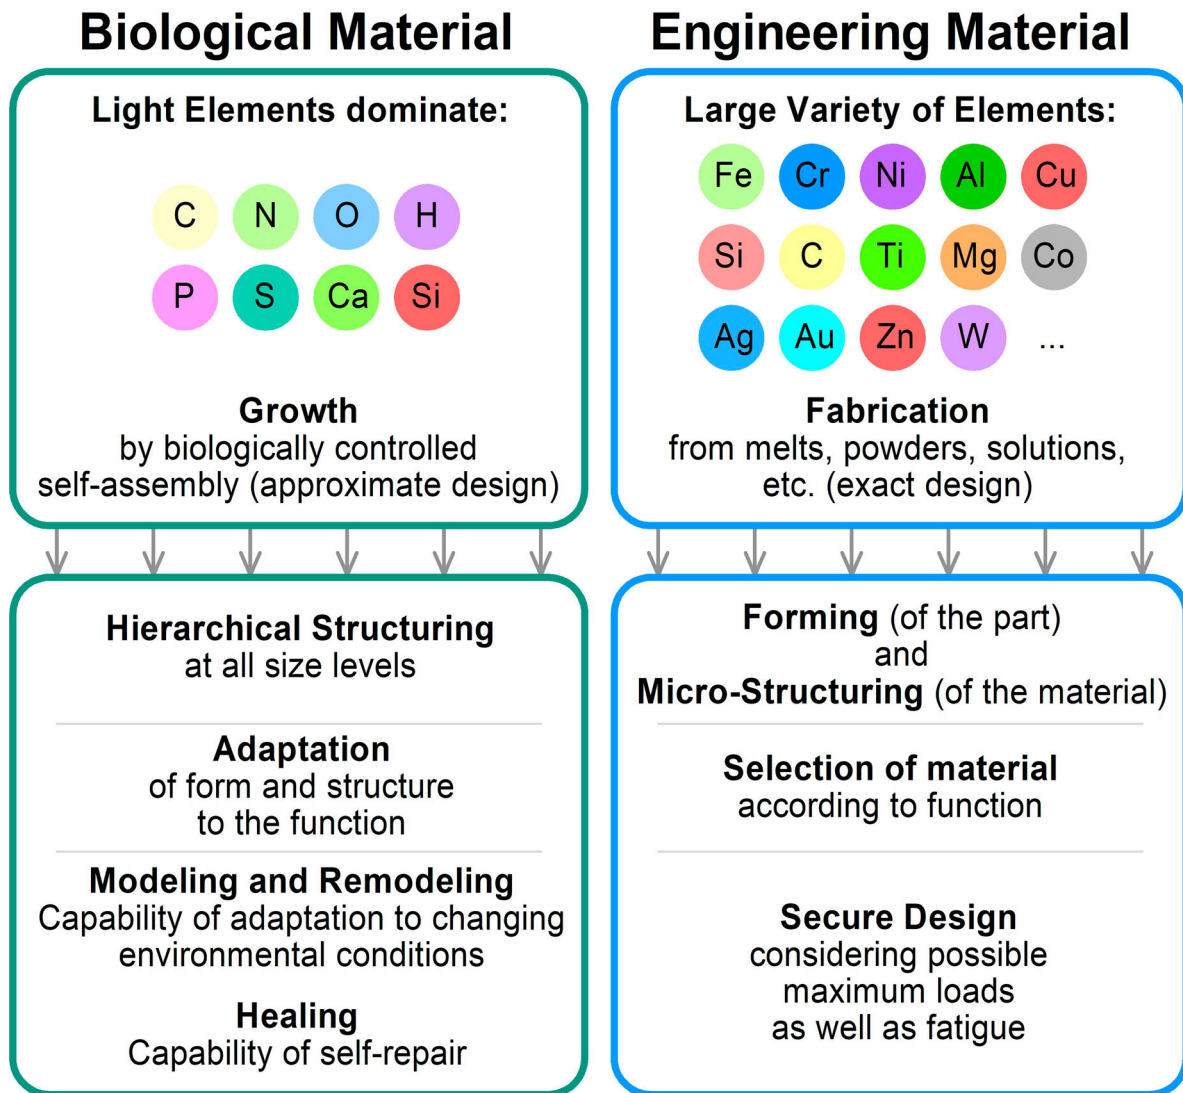 Biological Material
Light Elements dominate:
C N O H
P S Ca Si
Growth
by biologically controlled
self-assembly (approximate design)
Hierarchical Structuring
at all size levels
Adaptation
of form and structure
to the function
Modeling and Remodeling
Capability of adaptation to changing
environmental conditions
Healing
Capability of self-repair
Engineering Material
Large Variety of Elements:
Fe Cr Ni Al Cu
Si C Ti Mg Co
Ag Au Zn W ...
Fabrication
from melts, powders, solutions,
etc. (exact design)
Forming (of the part)
and
Micro-Structuring (of the material)
Selection of material
according to function
Secure Design
considering possible
maximum loads
as well as fatigue